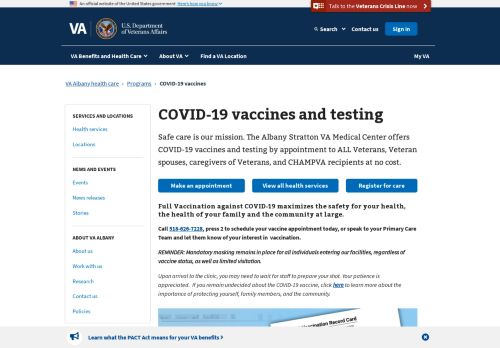 An official website of the United States government Here's how you know
Talk to the Veterans Crisis Line now
VA
U.S. Department
of Veterans Affairs
Search
Contact us
Sign in
VA Benefits and Health Care
About VA
Find a VA Location
My VA
VA Albany health care › Programs › COVID-19 vaccines
SERVICES AND LOCATIONS
Health services
Locations
NEWS AND EVENTS
Events
News releases
Stories
ABOUT VA ALBANY
About us
Work with us
Research
Contact us
Policies
COVID-19 vaccines and testing
Safe care is our mission. The Albany Stratton VA Medical Center offers
COVID-19 vaccines and testing by appointment to ALL Veterans, Veteran
spouses, caregivers of Veterans, and CHAMPVA recipients at no cost.
Make an appointment
View all health services
Register for care
Full Vaccination against COVID-19 maximizes the safety for your health,
the health of your family and the community at large.
Call 518-626-7228, press 2 to schedule your vaccine appointment today, or speak to your Primary Care
Team and let them know of your interest in vaccination.
REMINDER: Mandatory masking remains in place for all individuals entering our facilities, regardless of
vaccine status, as well as limited visitation.
Upon arrival to the clinic, you may need to wait for staff to prepare your shot. Your patience is
appreciated. If you remain undecided about the COVID-19 vaccine, click here to learn more about the
importance of protecting yourself, family members, and the community.
Vaccination Record Card
Learn what the PACT Act means for your VA benefits